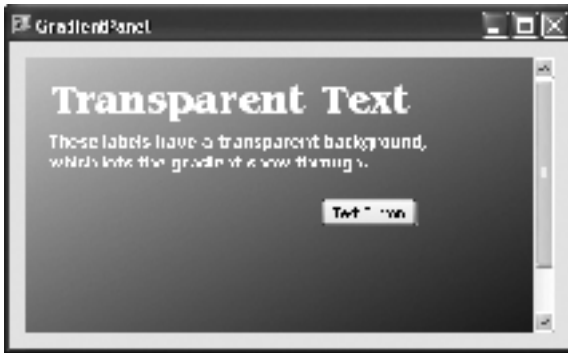 GradientPanel
Transparent Text
These labels have a transparent background,
which lets the gradient show through.
Test Button